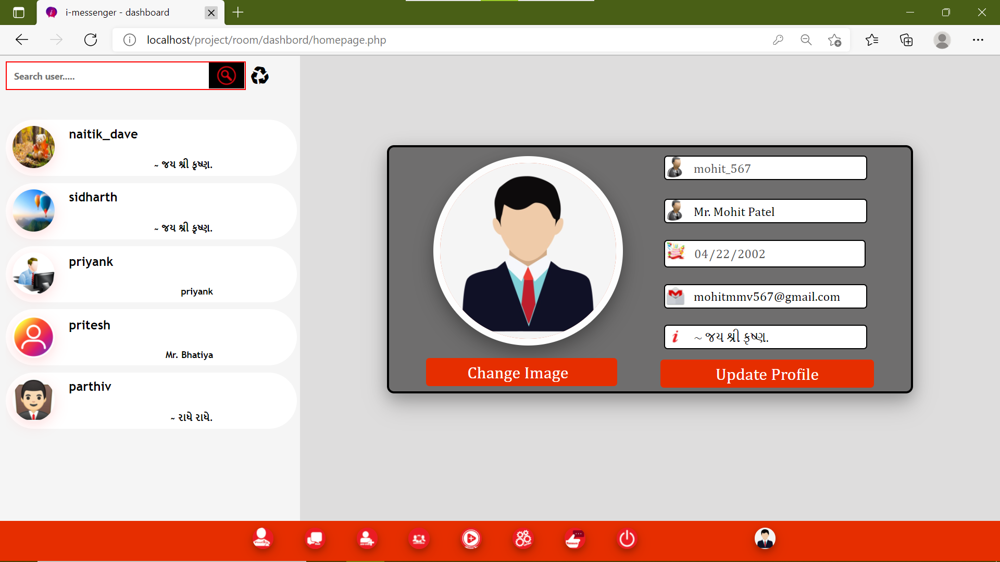 i-messenger - dashboard
localhost/project/room/dashbord/homepage.php
Search user.....
naitik_dave
~ જય શ્રી કૃષ્ણ.
sidharth
~ જય શ્રી કૃષ્ણ.
priyank
priyank
pritesh
Mr. Bhatiya
parthiv
~ રાધે રાધે.
mohit_567
Mr. Mohit Patel
04/22/2002
mohitmmv567@gmail.com
~ જય શ્રી કૃષ્ણ.
Change Image
Update Profile